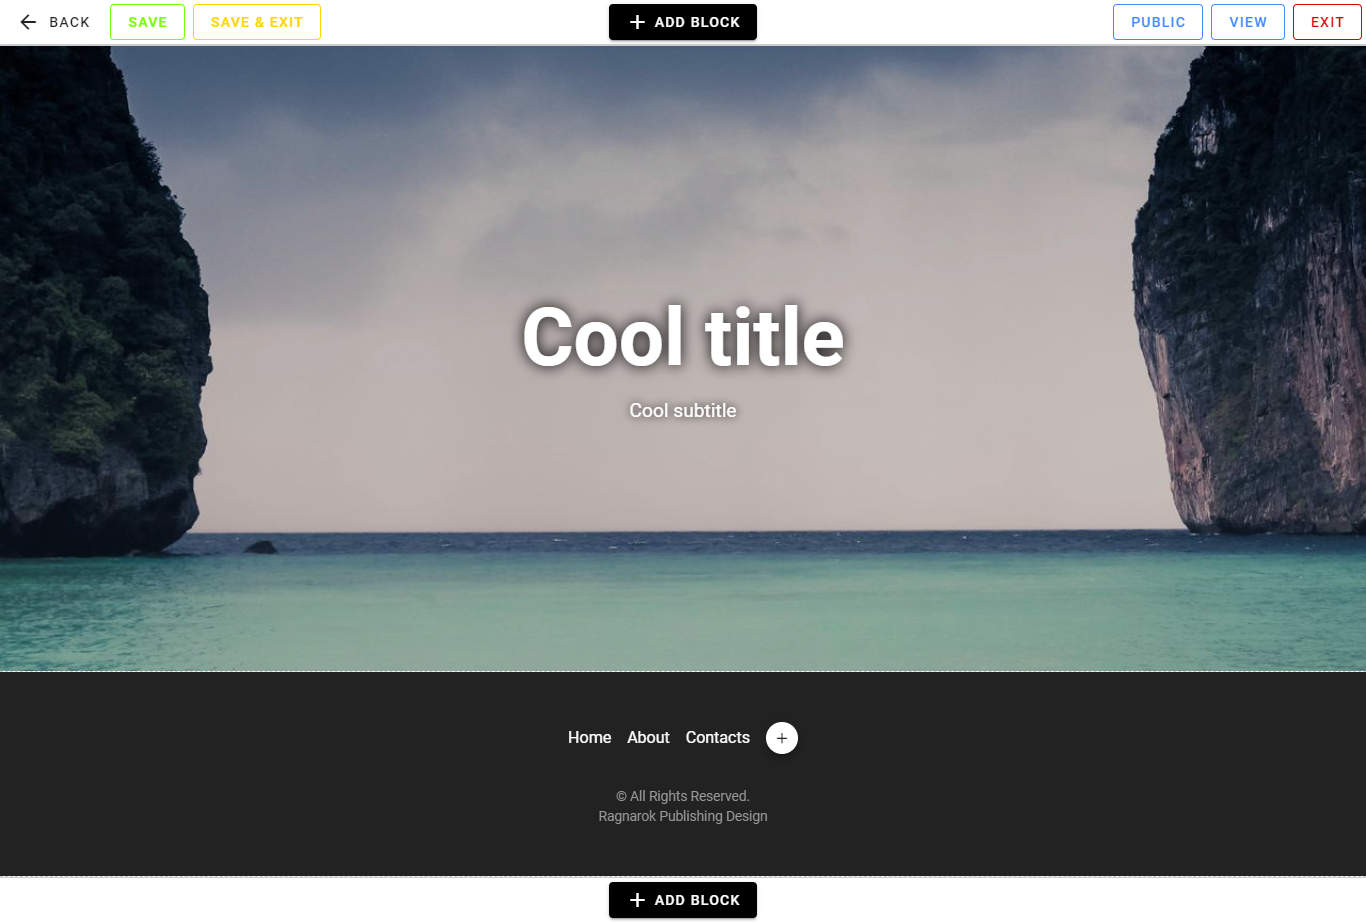 BACK SAVE SAVE & EXIT ADD BLOCK PUBLIC VIEW EXIT
Cool title
Cool subtitle
Home About Contacts
© All Rights Reserved.
Ragnarok Publishing Design
ADD BLOCK